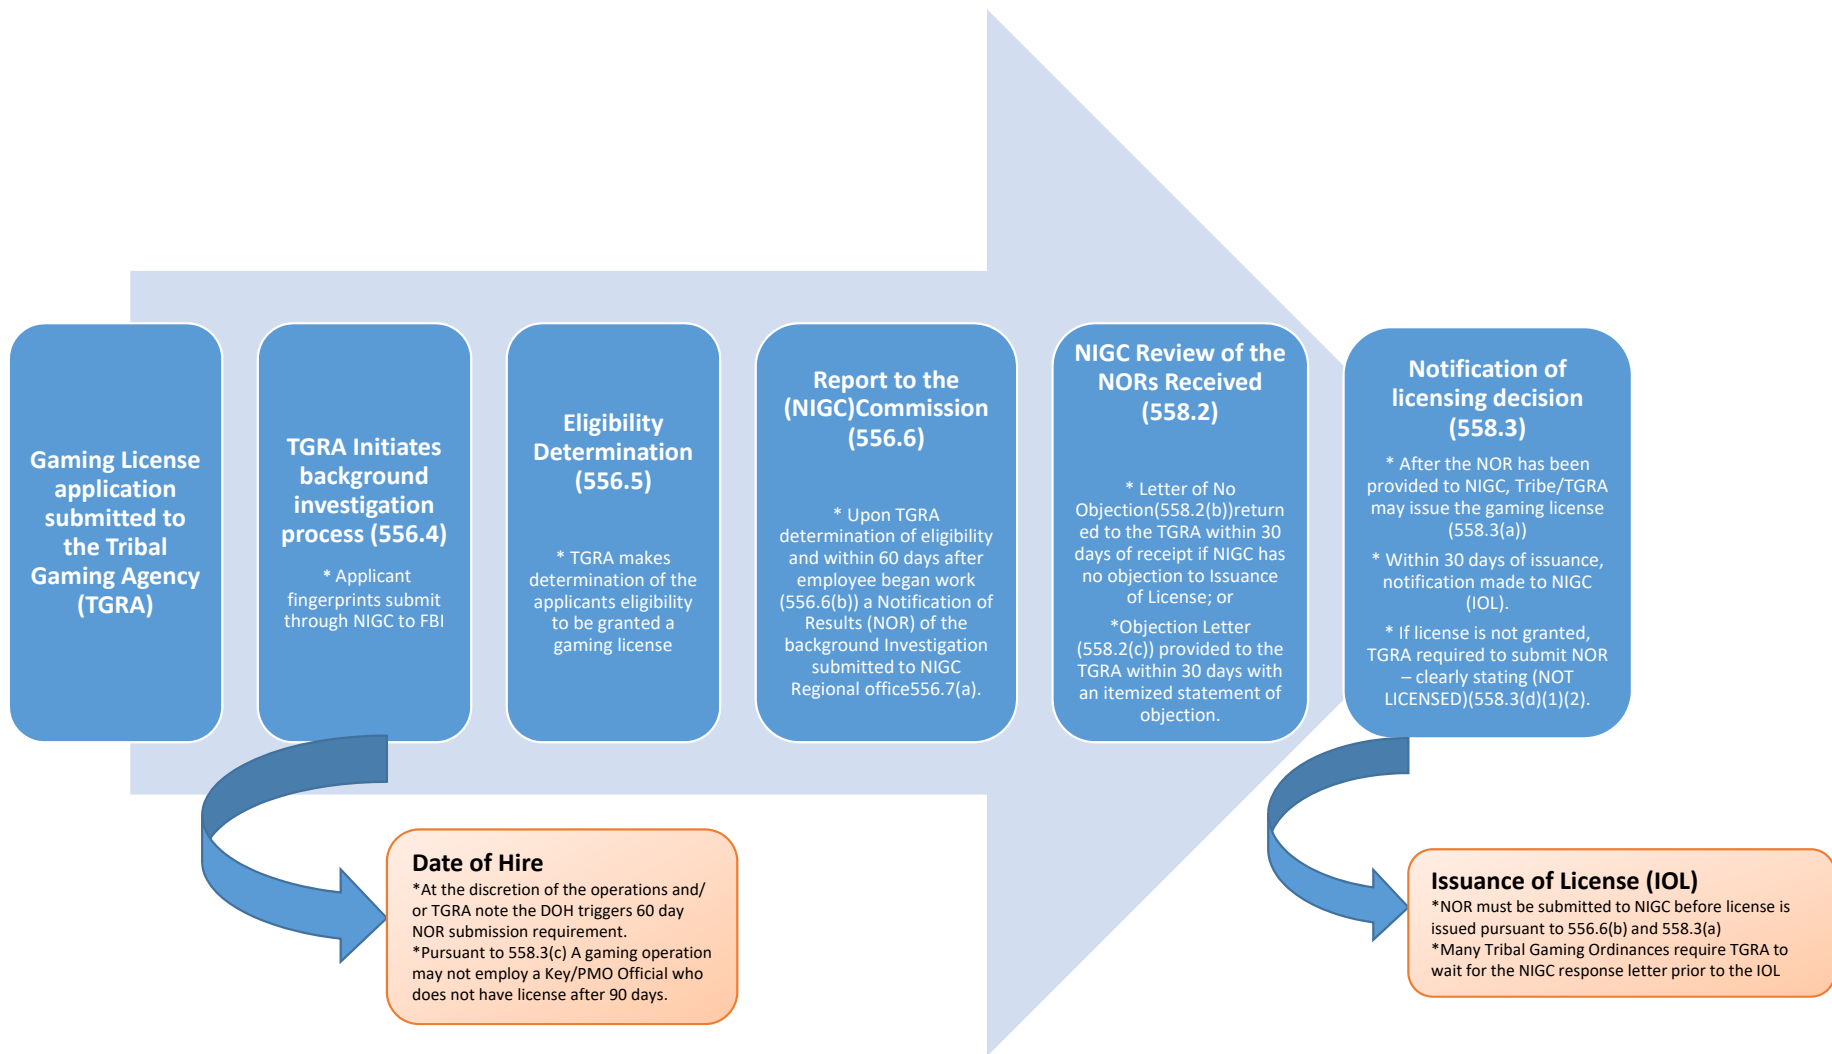 Gaming License
application
submitted to
the Tribal
Gaming Agency
(TGRA)
TGRA Initiates
background
investigation
process (556.4)
* Applicant
fingerprints submit
through NIGC to FBI
Eligibility
Determination
(556.5)
* TGRA makes
determination of the
applicants eligibility
to be granted a
gaming license
Report to the
(NIGC)Commission
(556.6)
* Upon TGRA
determination of eligibility
and within 60 days after
employee began work
(556.6(b)) a Notification of
Results (NOR) of the
background Investigation
submitted to NIGC
Regional office556.7(a).
NIGC Review of the
NORs Received
(558.2)
* Letter of No
Objection(558.2(b))return
ed to the TGRA within 30
days of receipt if NIGC has
no objection to Issuance
of License; or
*Objection Letter
(558.2(c)) provided to the
TGRA within 30 days with
an itemized statement of
objection.
Notification of
licensing decision
(558.3)
* After the NOR has been
provided to NIGC, Tribe/TGRA
may issue the gaming license
(558.3(a))
* Within 30 days of issuance,
notification made to NIGC
(IOL).
* If license is not granted,
TGRA required to submit NOR
– clearly stating (NOT
LICENSED)(558.3(d)(1)(2).
Date of Hire
*At the discretion of the operations and/
or TGRA note the DOH triggers 60 day
NOR submission requirement.
*Pursuant to 558.3(c) A gaming operation
may not employ a Key/PMO Official who
does not have license after 90 days.
Issuance of License (IOL)
*NOR must be submitted to NIGC before license is
issued pursuant to 556.6(b) and 558.3(a)
*Many Tribal Gaming Ordinances require TGRA to
wait for the NIGC response letter prior to the IOL